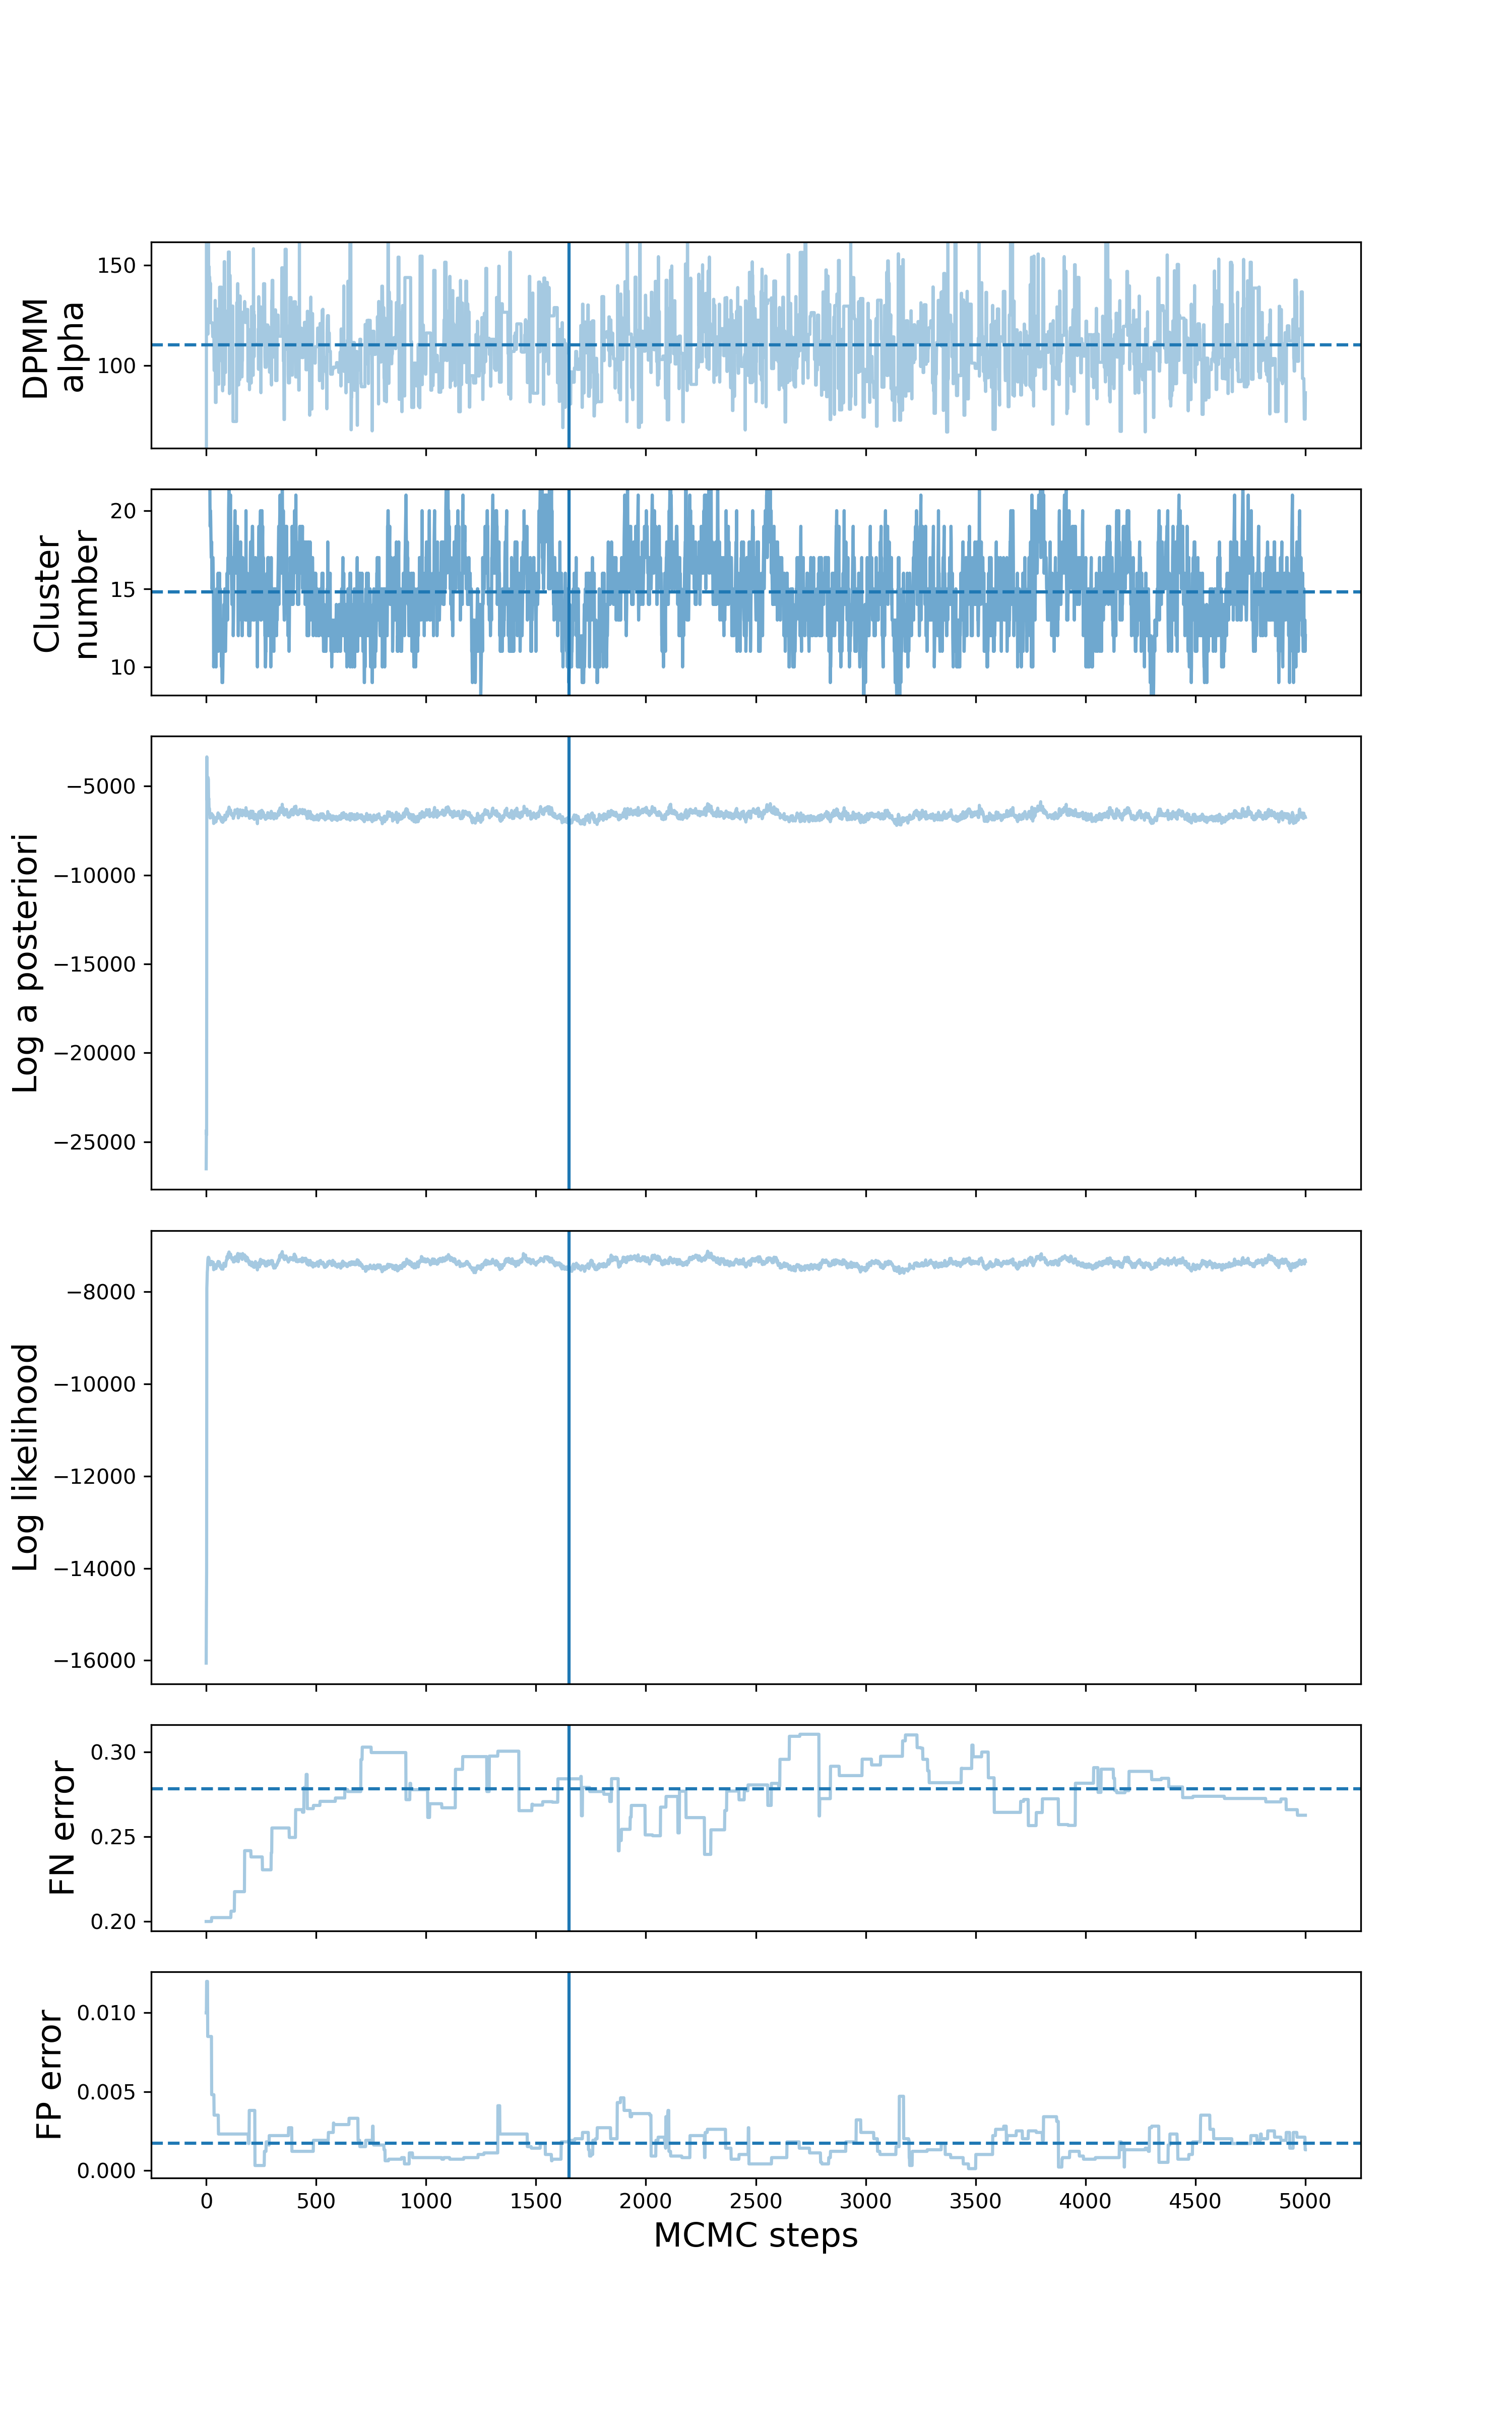 DPMM
alpha
150
100
Cluster
number
20
15
10
Log a posteriori
−5000
−10000
−15000
−20000
−25000
Log likelihood
−8000
−10000
−12000
−14000
−16000
FN error
0.30
0.25
0.20
FP error
0.010
0.005
0.000
0 500 1000 1500 2000 2500 3000 3500 4000 4500 5000
MCMC steps